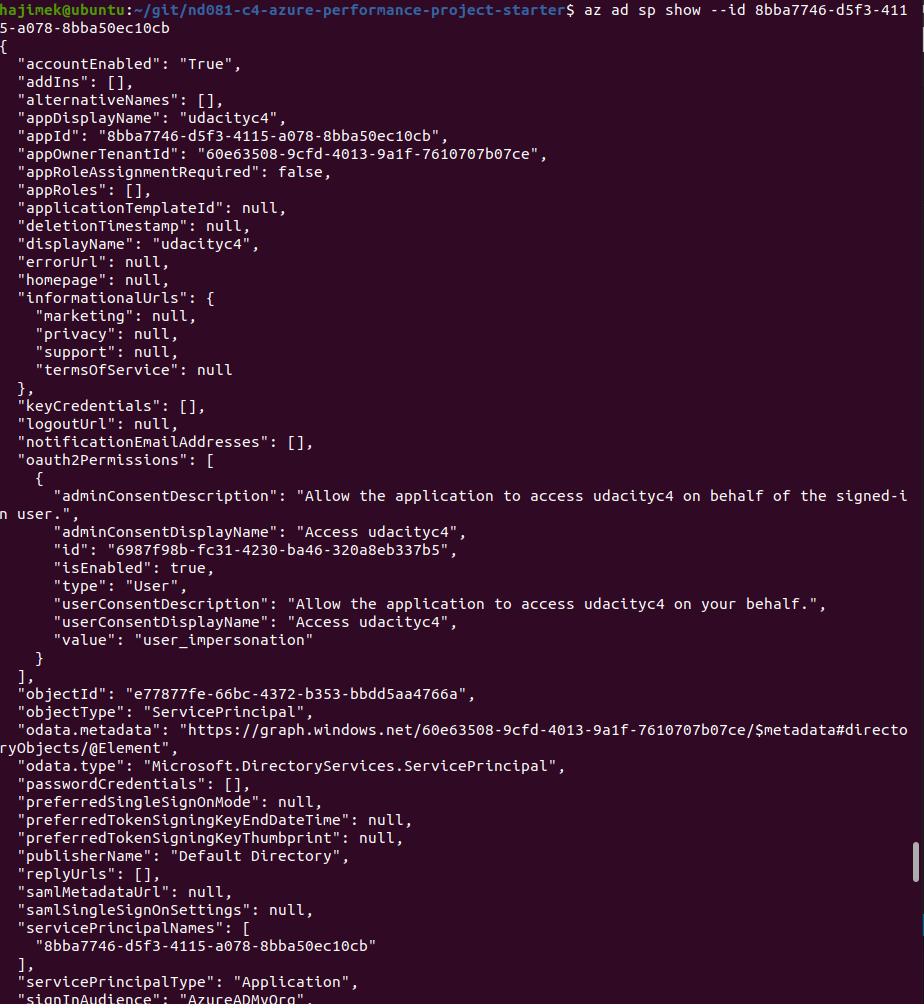 hajimek@ubuntu:~/git/nd081-c4-azure-performance-project-starter$ az ad sp show --id 8bba7746-d5f3-411
5-a078-8bba50ec10cb
{
  "accountEnabled": "True",
  "addIns": [],
  "alternativeNames": [],
  "appDisplayName": "udacityc4",
  "appId": "8bba7746-d5f3-4115-a078-8bba50ec10cb",
  "appOwnerTenantId": "60e63508-9cfd-4013-9a1f-7610707b07ce",
  "appRoleAssignmentRequired": false,
  "appRoles": [],
  "applicationTemplateId": null,
  "deletionTimestamp": null,
  "displayName": "udacityc4",
  "errorUrl": null,
  "homepage": null,
  "informationalUrls": {
    "marketing": null,
    "privacy": null,
    "support": null,
    "termsOfService": null
  },
  "keyCredentials": [],
  "logoutUrl": null,
  "notificationEmailAddresses": [],
  "oauth2Permissions": [
    {
      "adminConsentDescription": "Allow the application to access udacityc4 on behalf of the signed-i
n user.",
      "adminConsentDisplayName": "Access udacityc4",
      "id": "6987f98b-fc31-4230-ba46-320a8eb337b5",
      "isEnabled": true,
      "type": "User",
      "userConsentDescription": "Allow the application to access udacityc4 on your behalf.",
      "userConsentDisplayName": "Access udacityc4",
      "value": "user_impersonation"
    }
  ],
  "objectId": "e77877fe-66bc-4372-b353-bbdd5aa4766a",
  "objectType": "ServicePrincipal",
  "odata.metadata": "https://graph.windows.net/60e63508-9cfd-4013-9a1f-7610707b07ce/$metadata#directo
ryObjects/@Element",
  "odata.type": "Microsoft.DirectoryServices.ServicePrincipal",
  "passwordCredentials": [],
  "preferredSingleSignOnMode": null,
  "preferredTokenSigningKeyEndDateTime": null,
  "preferredTokenSigningKeyThumbprint": null,
  "publisherName": "Default Directory",
  "replyUrls": [],
  "samlMetadataUrl": null,
  "samlSingleSignOnSettings": null,
  "servicePrincipalNames": [
    "8bba7746-d5f3-4115-a078-8bba50ec10cb"
  ],
  "servicePrincipalType": "Application",
  "signInAudience": "AzureADMyOrg",